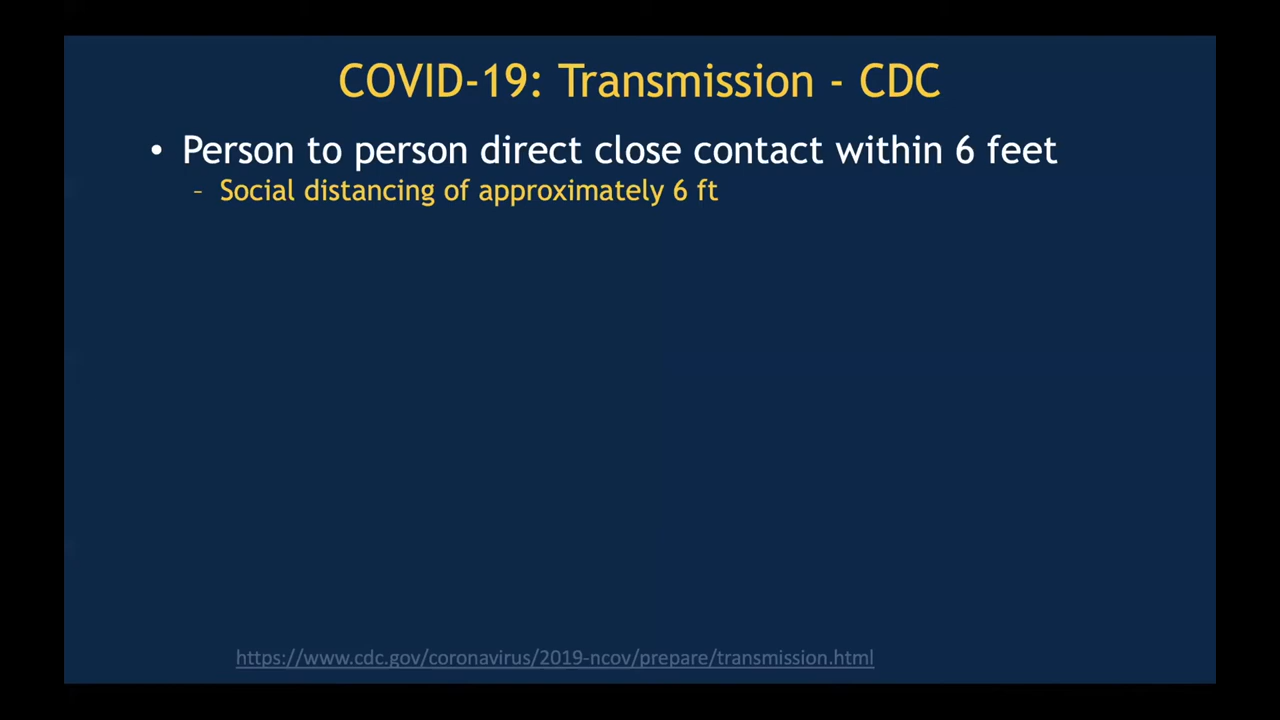 COVID-19: Transmission - CDC
• Person to person direct close contact within 6 feet
– Social distancing of approximately 6 ft
https://www.cdc.gov/coronavirus/2019-ncov/prepare/transmission.html